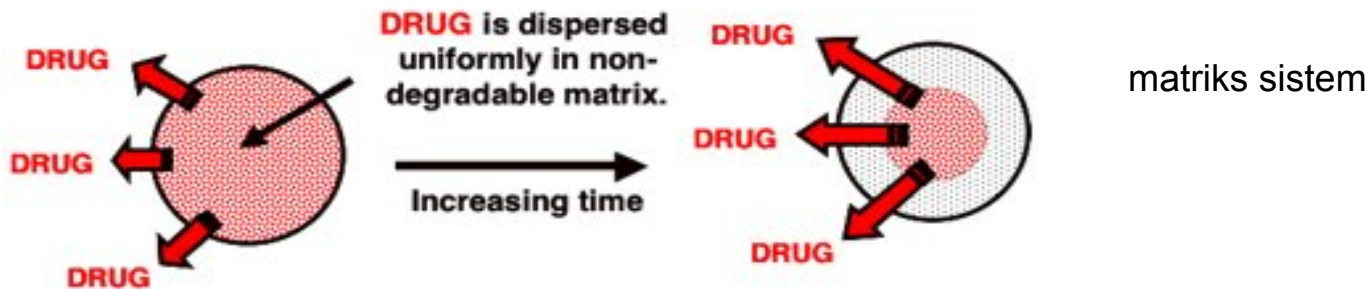 DRUG
DRUG
DRUG
DRUG is dispersed
uniformly in non-
degradable matrix.
Increasing time
DRUG
DRUG
DRUG
matriks sistem